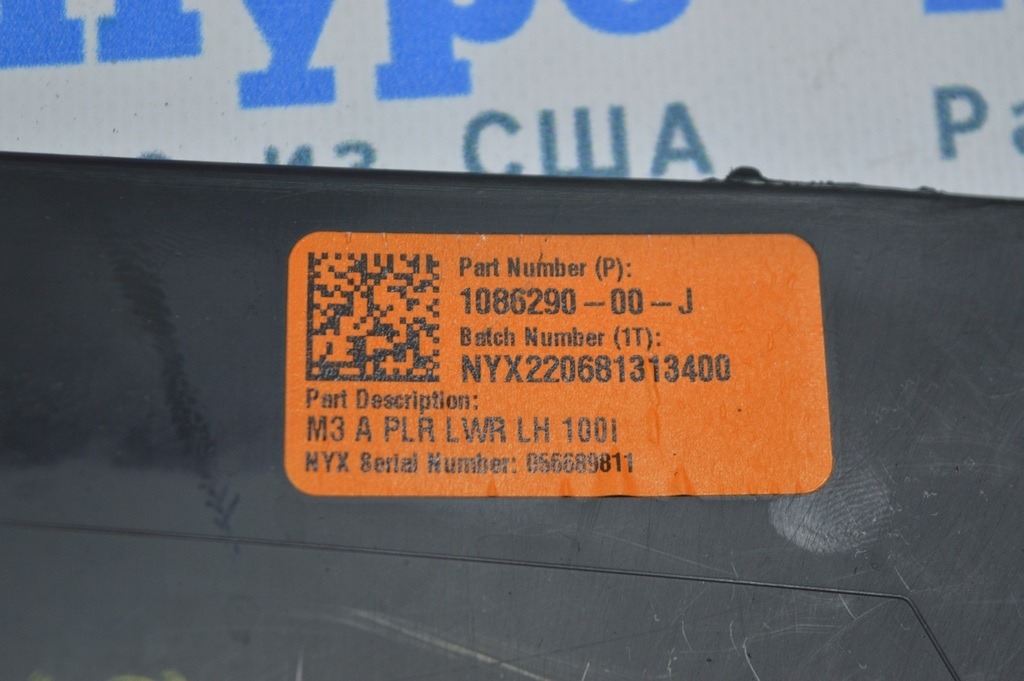 из США
Part Number (P):
1086290-00-J
Batch Number (1T):
NYX220681313400
Part Description:
M3 A PLR LWR LH 100I
NYX Serial Number: 056689811